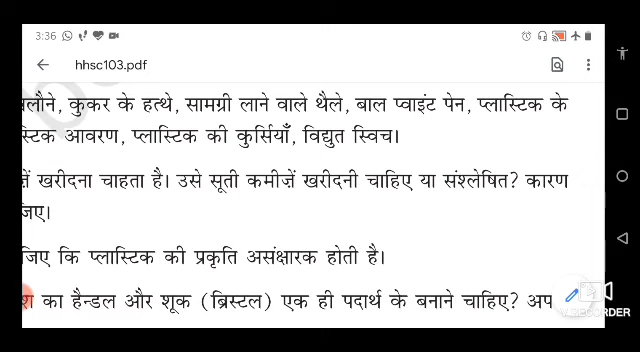 3:36
hhsc103.pdf
लौने, कुकर के हत्थे, सामग्री लाने वाले थैले, बाल प्वाइंट पेन, प्लास्टिक के
स्टिक आवरण, प्लास्टिक की कुर्सियाँ, विद्युत स्विच।
खरीदना चाहता है। उसे सूती कमीज़ें खरीदनी चाहिए या संश्लेषित? कारण
जिए।
जिए कि प्लास्टिक की प्रकृति असंक्षारक होती है।
का हैन्डल और शूक (ब्रिस्टल) एक ही पदार्थ के बनाने चाहिए? अप